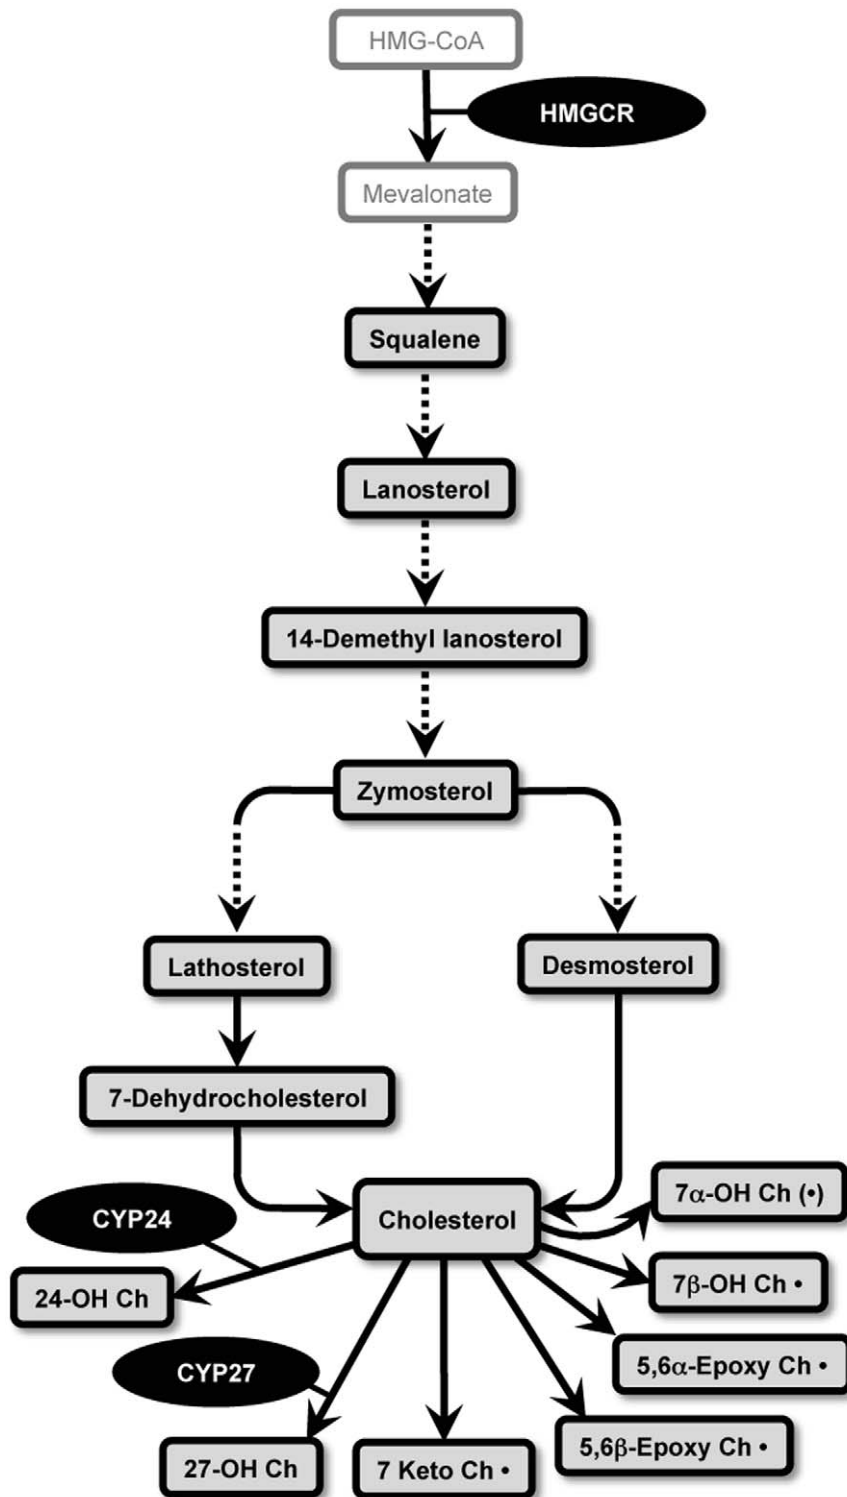 HMG-CoA
HMGCR
Mevalonate
Squalene
Lanosterol
14-Demethyl lanosterol
Zymosterol
Lathosterol
Desmosterol
7-Dehydrocholesterol
7α-OH Ch (•)
CYP24
Cholesterol
24-OH Ch
7β-OH Ch •
5,6α-Epoxy Ch •
CYP27
5,6β-Epoxy Ch •
27-OH Ch
7 Keto Ch •